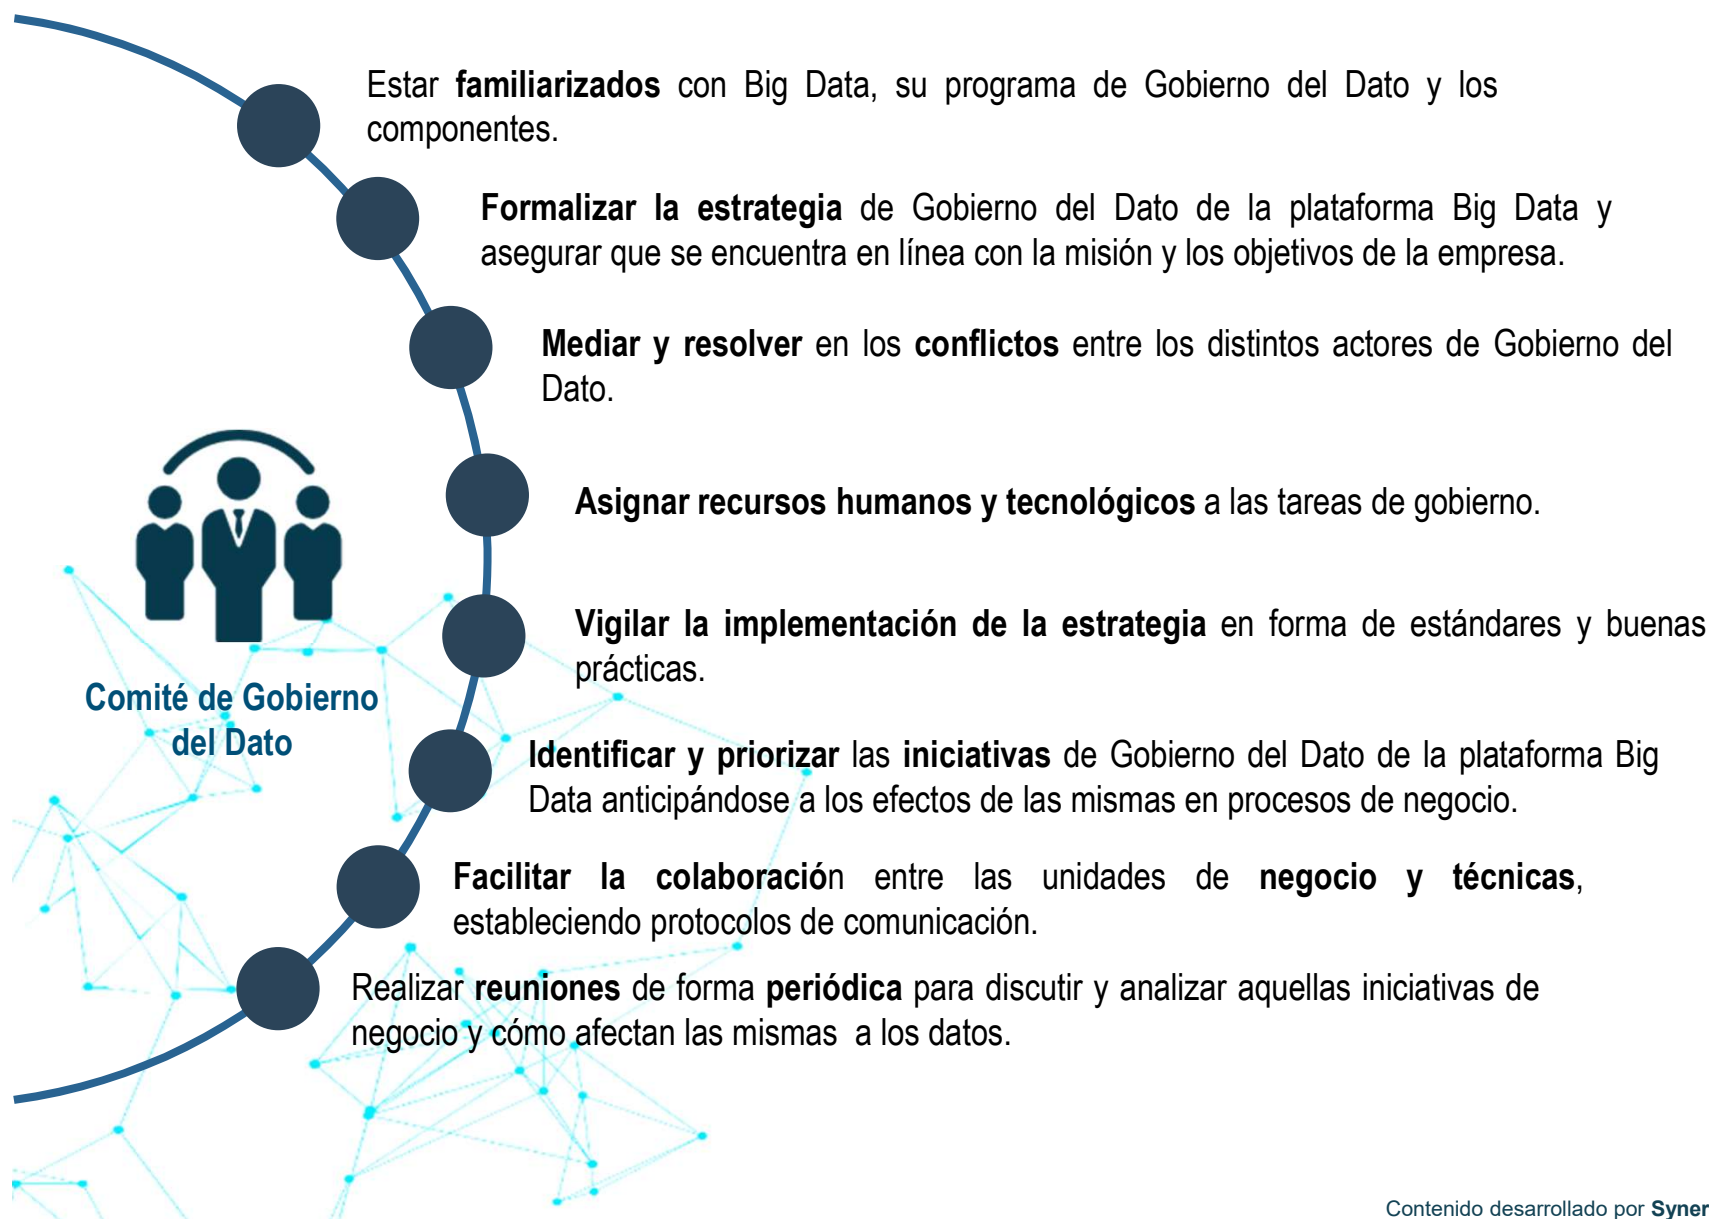 Estar familiarizados con Big Data, su programa de Gobierno del Dato y los
componentes.
Formalizar la estrategia de Gobierno del Dato de la plataforma Big Data y
asegurar que se encuentra en línea con la misión y los objetivos de la empresa.
Mediar y resolver en los conflictos entre los distintos actores de Gobierno del
Dato.
Asignar recursos humanos y tecnológicos a las tareas de gobierno.
Vigilar la implementación de la estrategia en forma de estándares y buenas
prácticas.
Comité de Gobierno
del Dato
Identificar y priorizar las iniciativas de Gobierno del Dato de la plataforma Big
Data anticipándose a los efectos de las mismas en procesos de negocio.
Facilitar la colaboración entre las unidades de negocio y técnicas,
estableciendo protocolos de comunicación.
Realizar reuniones de forma periódica para discutir y analizar aquellas iniciativas de
negocio y cómo afectan las mismas a los datos.
Contenido desarrollado por Syner